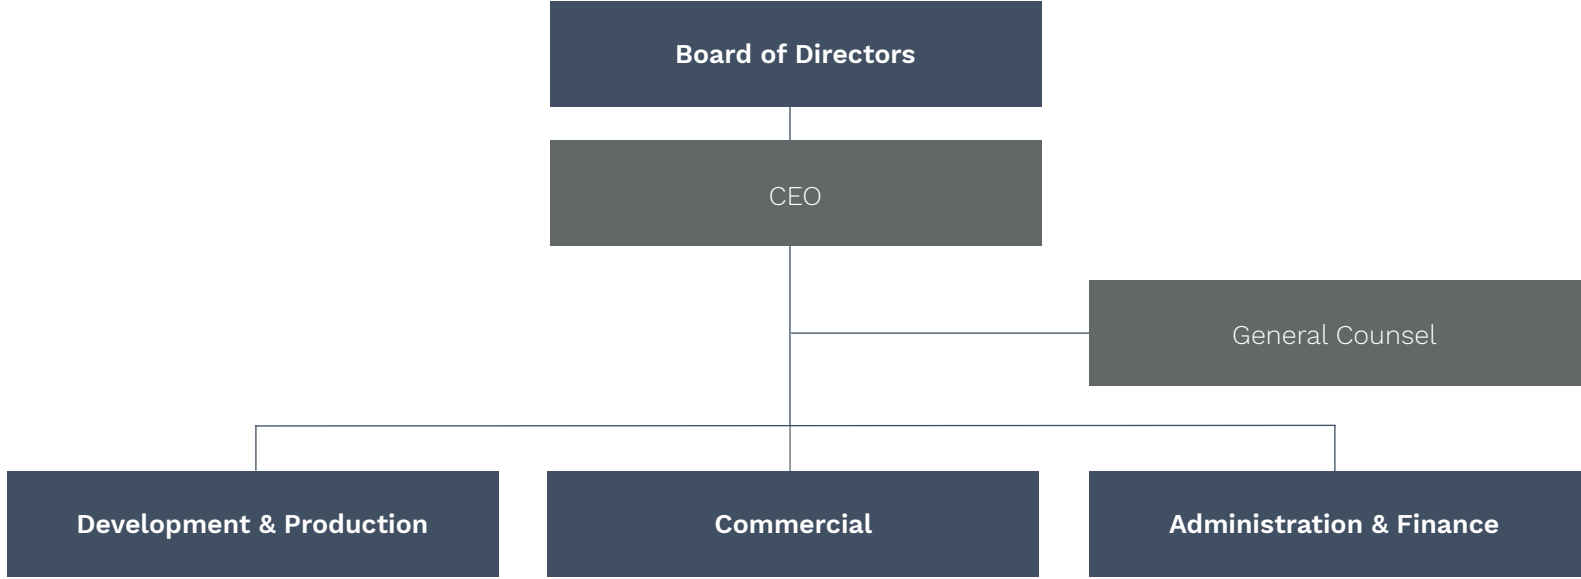 Board of Directors
CEO
General Counsel
Development & Production
Commercial
Administration & Finance